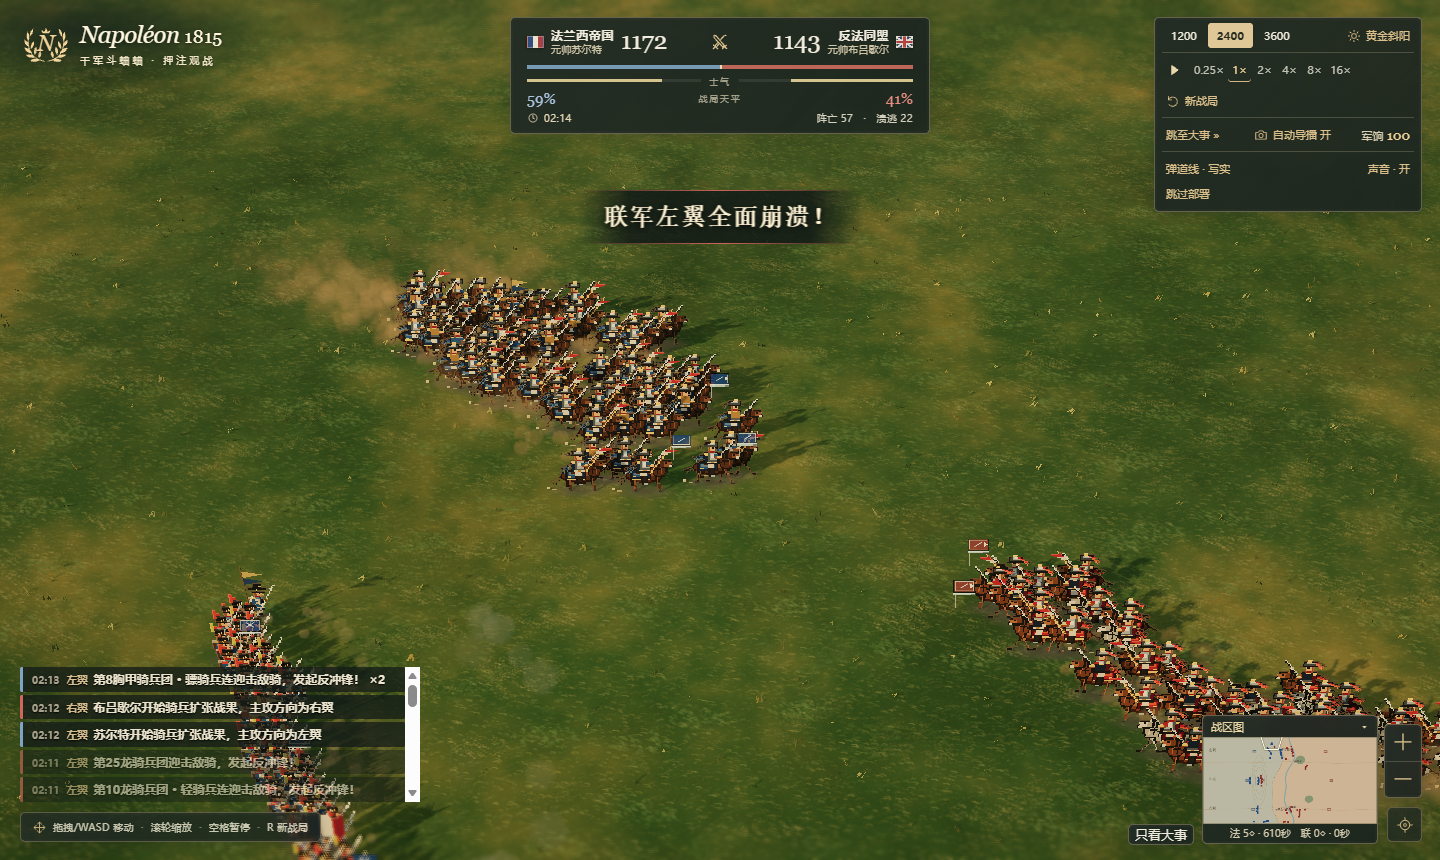 Napoléon 1815
千军斗蛐蛐 · 押注观战
法兰西帝国
元帅苏尔特
1172
1143
反法同盟
元帅布吕歇尔
士气
59%
战局天平
41%
02:14
阵亡 57 · 溃逃 22
1200 2400 3600 黄金斜阳
0.25× 1× 2× 4× 8× 16×
新战局
跳至大事 » 自动导播 开 军饷 100
弹道线 · 写实 声音 · 开
跳过部署
联军左翼全面崩溃！
02:13 左翼 第8胸甲骑兵团 · 骠骑兵连迎击敌骑，发起反冲锋！ ×2
02:12 右翼 布吕歇尔开始骑兵扩张战果，主攻方向为右翼
02:12 左翼 苏尔特开始骑兵扩张战果，主攻方向为左翼
02:11 左翼 第25龙骑兵团迎击敌骑，发起反冲锋！
02:11 左翼 第10龙骑兵团 · 轻骑兵连迎击敌骑，发起反冲锋！
拖拽/WASD 移动 · 滚轮缩放 · 空格暂停 · R 新战局
只看大事
战区图
法 5◇ · 610秒 联 0◇ · 0秒